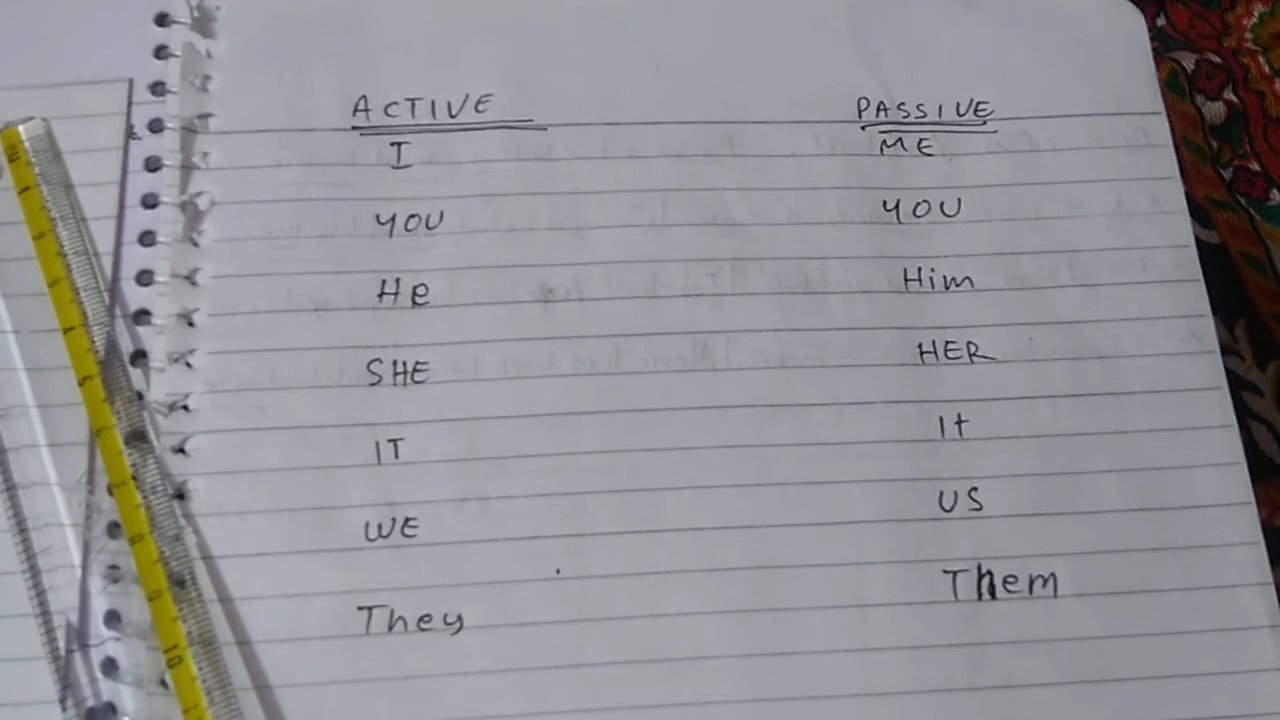 ACTIVE PASSIVE
I ME
YOU YOU
He Him
SHE HER
IT It
WE US
They Them